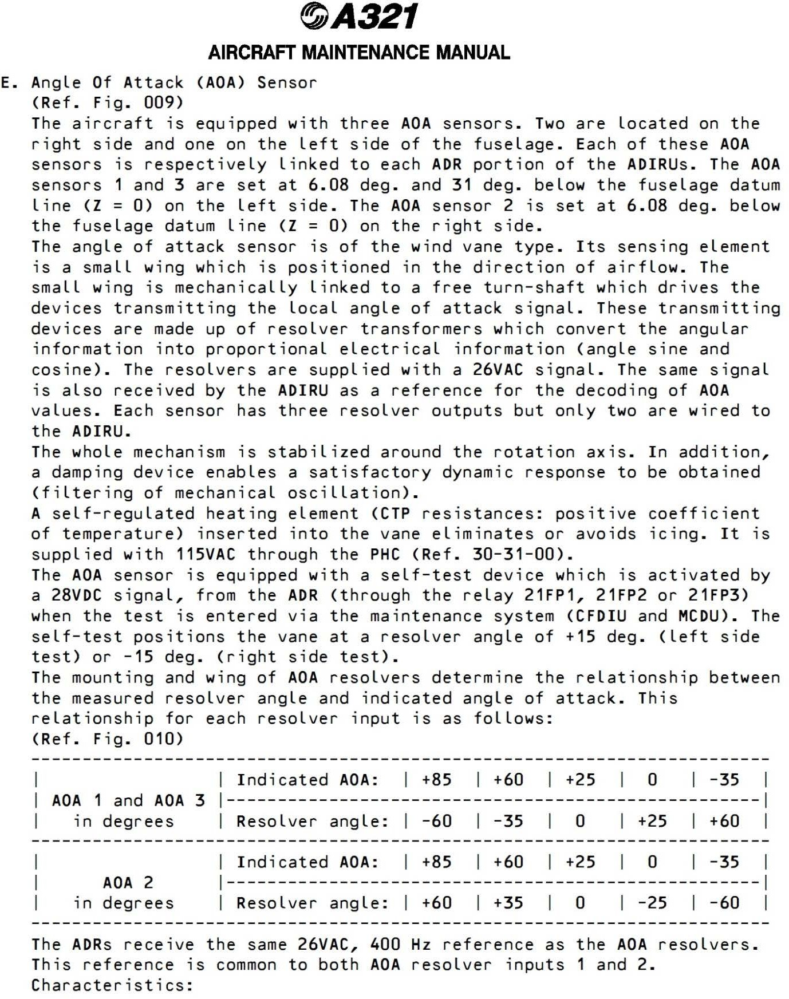 A321
AIRCRAFT MAINTENANCE MANUAL
E. Angle Of Attack (AOA) Sensor
(Ref. Fig. 009)
The aircraft is equipped with three AOA sensors. Two are located on the
right side and one on the left side of the fuselage. Each of these AOA
sensors is respectively linked to each ADR portion of the ADIRUs. The AOA
sensors 1 and 3 are set at 6.08 deg. and 31 deg. below the fuselage datum
line (Z = 0) on the left side. The AOA sensor 2 is set at 6.08 deg. below
the fuselage datum line (Z = 0) on the right side.
The angle of attack sensor is of the wind vane type. Its sensing element
is a small wing which is positioned in the direction of airflow. The
small wing is mechanically linked to a free turn-shaft which drives the
devices transmitting the local angle of attack signal. These transmitting
devices are made up of resolver transformers which convert the angular
information into proportional electrical information (angle sine and
cosine). The resolvers are supplied with a 26VAC signal. The same signal
is also received by the ADIRU as a reference for the decoding of AOA
values. Each sensor has three resolver outputs but only two are wired to
the ADIRU.
The whole mechanism is stabilized around the rotation axis. In addition,
a damping device enables a satisfactory dynamic response to be obtained
(filtering of mechanical oscillation).
A self-regulated heating element (CTP resistances: positive coefficient
of temperature) inserted into the vane eliminates or avoids icing. It is
supplied with 115VAC through the PHC (Ref. 30-31-00).
The AOA sensor is equipped with a self-test device which is activated by
a 28VDC signal, from the ADR (through the relay 21FP1, 21FP2 or 21FP3)
when the test is entered via the maintenance system (CFDIU and MCDU). The
self-test positions the vane at a resolver angle of +15 deg. (left side
test) or -15 deg. (right side test).
The mounting and wing of AOA resolvers determine the relationship between
the measured resolver angle and indicated angle of attack. This
relationship for each resolver input is as follows:
(Ref. Fig. 010)
------------------------------------------------------------------------
|                 | Indicated AOA:  | +85  | +60  | +25  |  0   | -35  |
| AOA 1 and AOA 3 |----------------------------------------------------|
|   in degrees    | Resolver angle: | -60  | -35  |  0   | +25  | +60  |
------------------------------------------------------------------------
|                 | Indicated AOA:  | +85  | +60  | +25  |  0   | -35  |
|      AOA 2      |----------------------------------------------------|
|   in degrees    | Resolver angle: | +60  | +35  |  0   | -25  | -60  |
------------------------------------------------------------------------
The ADRs receive the same 26VAC, 400 Hz reference as the AOA resolvers.
This reference is common to both AOA resolver inputs 1 and 2.
Characteristics: